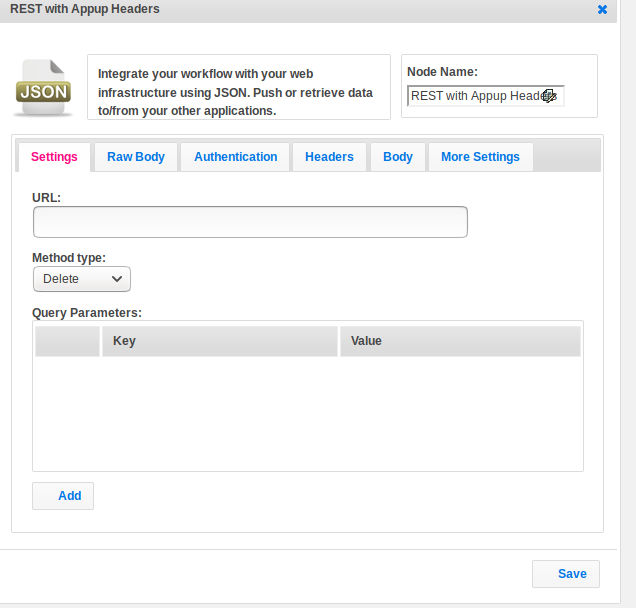 REST with Appup Headers
JSON
Integrate your workflow with your web
infrastructure using JSON. Push or retrieve data
to/from your other applications.
Node Name:
REST with Appup Headers
Settings
Raw Body
Authentication
Headers
Body
More Settings
URL:
Method type:
Delete
Query Parameters:
Key
Value
Add
Save